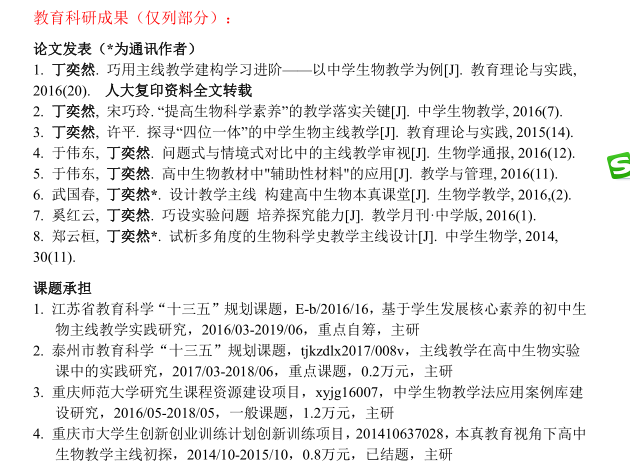 教育科研成果（仅列部分）：
论文发表（*为通讯作者）
1. 丁奕然. 巧用主线教学建构学习进阶——以中学生物教学为例[J]. 教育理论与实践,
2016(20). 人大复印资料全文转载
2. 丁奕然, 宋巧玲. “提高生物科学素养”的教学落实关键[J]. 中学生物教学, 2016(7).
3. 丁奕然, 许平. 探寻“四位一体”的中学生物主线教学[J]. 教育理论与实践, 2015(14).
4. 于伟东, 丁奕然. 问题式与情境式对比中的主线教学审视[J]. 生物学通报, 2016(12).
5. 于伟东, 丁奕然. 高中生物教材中"辅助性材料"的应用[J]. 教学与管理, 2016(11).
6. 武国春, 丁奕然*. 设计教学主线 构建高中生物本真课堂[J]. 生物学教学, 2016,(2).
7. 奚红云, 丁奕然. 巧设实验问题 培养探究能力[J]. 教学月刊·中学版, 2016(1).
8. 郑云桓, 丁奕然*. 试析多角度的生物科学史教学主线设计[J]. 中学生物学, 2014,
30(11).
课题承担
1. 江苏省教育科学“十三五”规划课题，E-b/2016/16，基于学生发展核心素养的初中生
物主线教学实践研究，2016/03-2019/06，重点自筹，主研
2. 泰州市教育科学“十三五”规划课题，tjkzdlx2017/008v，主线教学在高中生物实验
课中的实践研究，2017/03-2018/06，重点课题，0.2万元，主研
3. 重庆师范大学研究生课程资源建设项目，xyjg16007，中学生物教学法应用案例库建
设研究，2016/05-2018/05，一般课题，1.2万元，主研
4. 重庆市大学生创新创业训练计划创新训练项目，201410637028，本真教育视角下高中
生物教学主线初探，2014/10-2015/10，0.8万元，已结题，主研
S